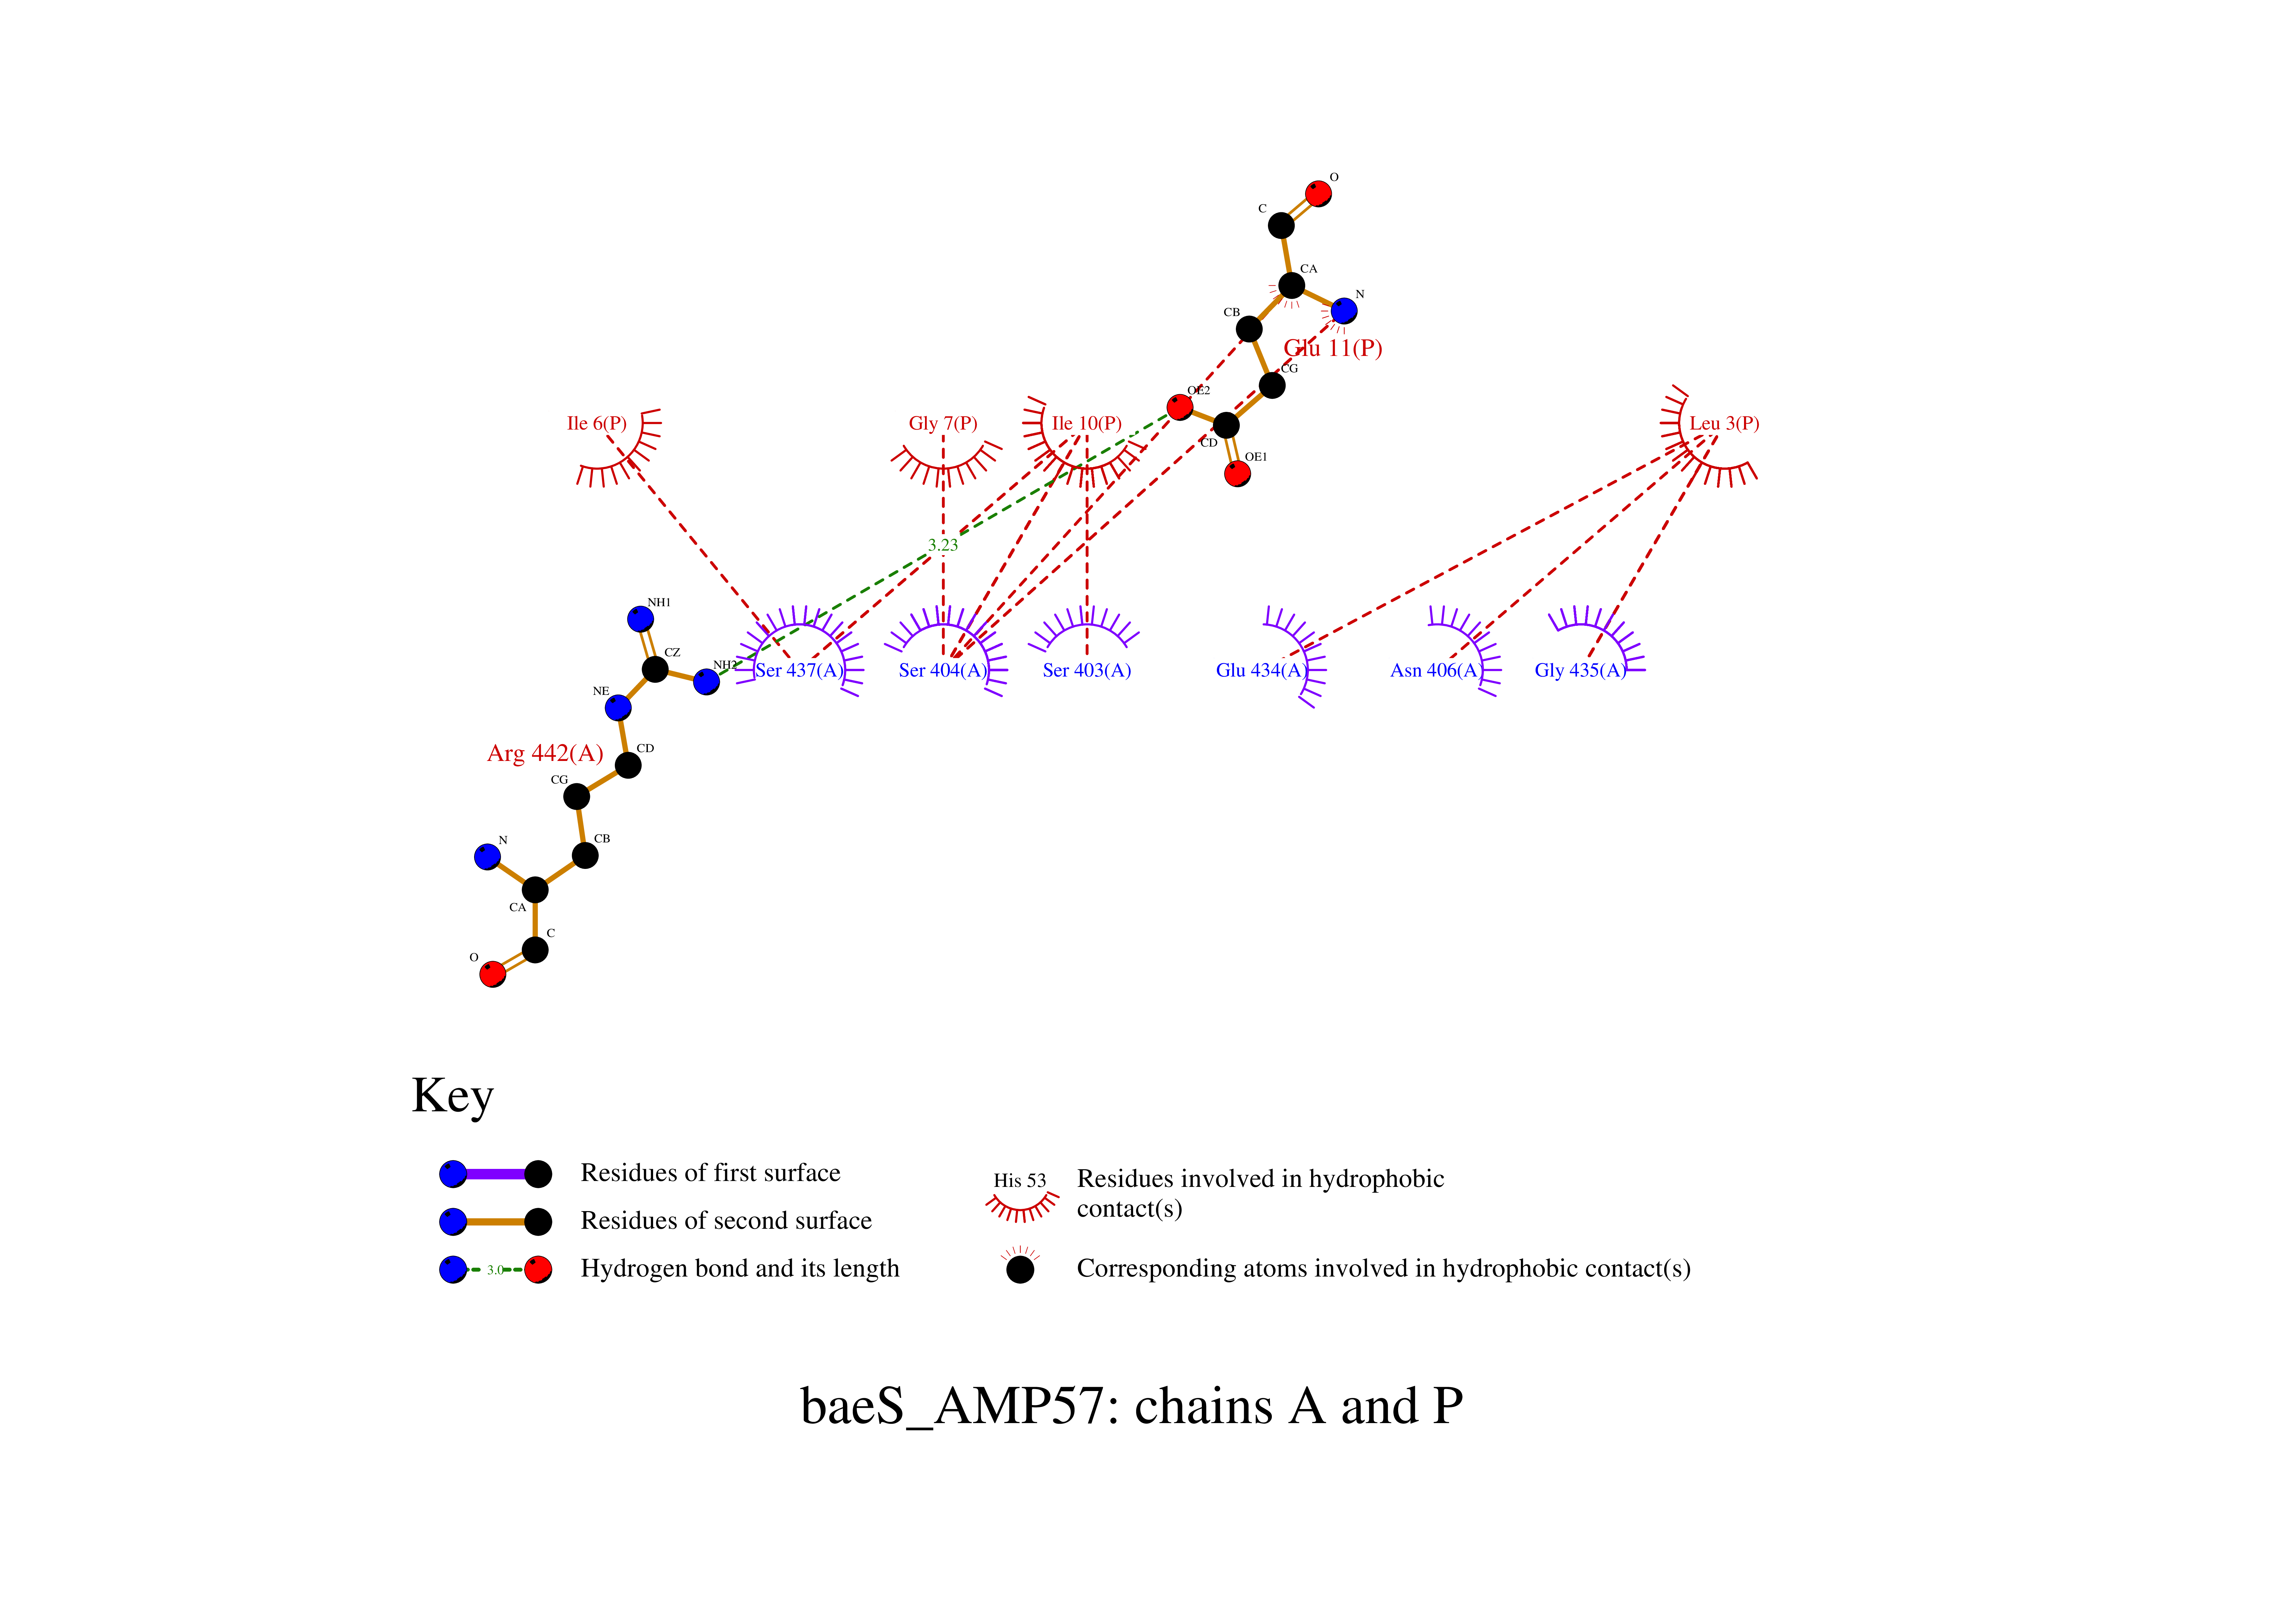 O
C
CA
N
CB
Glu 11(P)
CG
OE2
Ile 6(P)
Gly 7(P)
Ile 10(P)
Leu 3(P)
CD
OE1
3.23
NH1
CZ
NH2
Ser 437(A)
Ser 404(A)
Ser 403(A)
Glu 434(A)
Asn 406(A)
Gly 435(A)
NE
Arg 442(A)
CD
CG
N
CB
CA
C
O
Key
Residues of first surface
Residues of second surface
3.0
Hydrogen bond and its length
His 53
Residues involved in hydrophobic
contact(s)
Corresponding atoms involved in hydrophobic contact(s)
baeS_AMP57: chains A and P